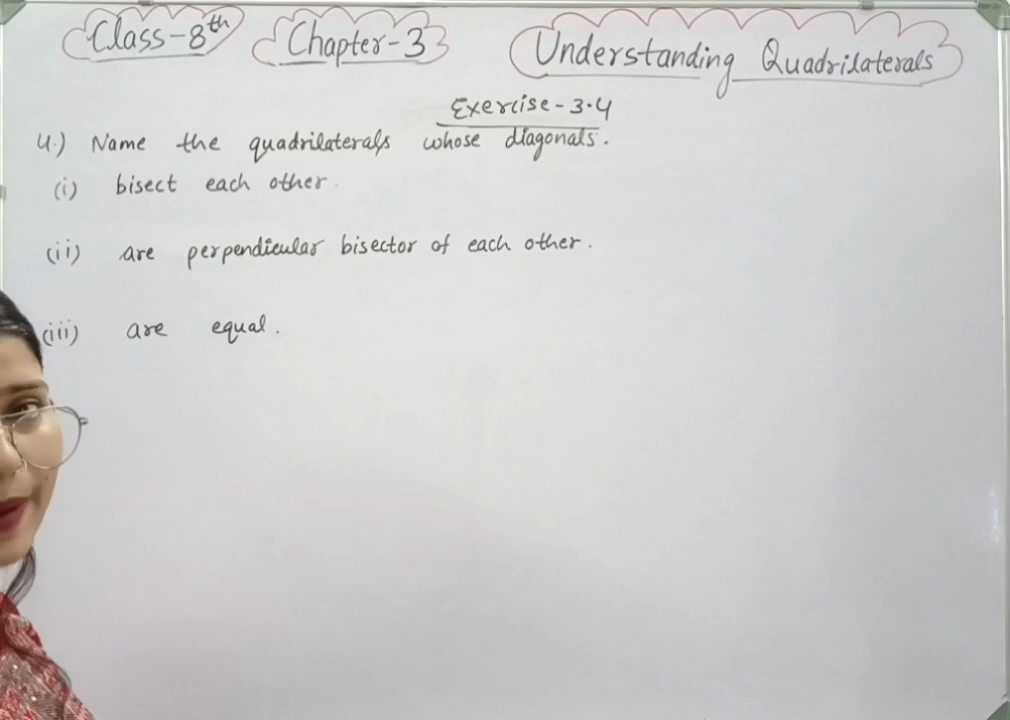 Class-8th Chapter-3 Understanding Quadrilaterals
Exercise-3.4
4.) Name the quadrilaterals whose diagonals.
(i) bisect each other.
(ii) are perpendicular bisector of each other.
(iii) are equal.